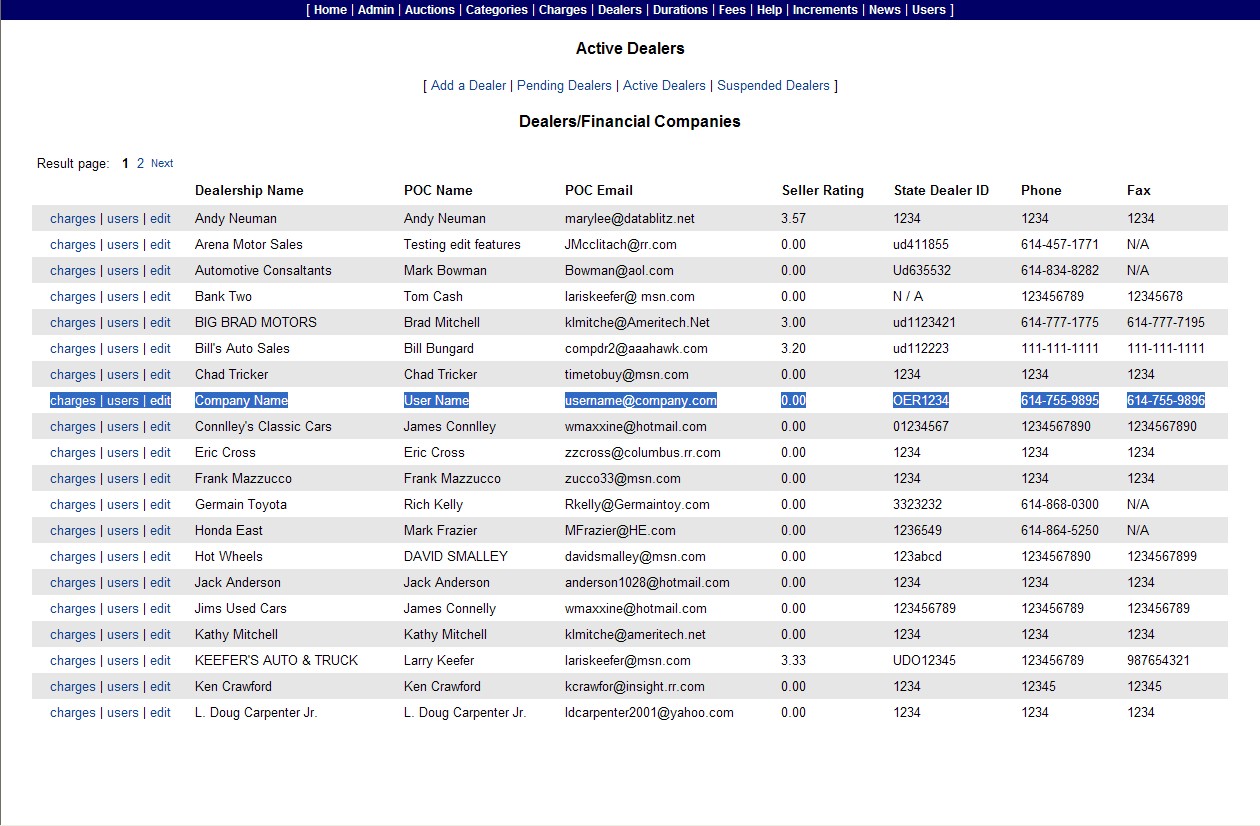 [ Home | Admin | Auctions | Categories | Charges | Dealers | Durations | Fees | Help | Increments | News | Users ]
Active Dealers
[ Add a Dealer | Pending Dealers | Active Dealers | Suspended Dealers ]
Dealers/Financial Companies
Result page: 1 2 Next
Dealership Name POC Name POC Email Seller Rating State Dealer ID Phone Fax
charges | users | edit Andy Neuman Andy Neuman marylee@datablitz.net 3.57 1234 1234 1234
charges | users | edit Arena Motor Sales Testing edit features JMcclitach@rr.com 0.00 ud411855 614-457-1771 N/A
charges | users | edit Automotive Consaltants Mark Bowman Bowman@aol.com 0.00 Ud635532 614-834-8282 N/A
charges | users | edit Bank Two Tom Cash lariskeefer@ msn.com 0.00 N / A 123456789 12345678
charges | users | edit BIG BRAD MOTORS Brad Mitchell klmitche@Ameritech.Net 3.00 ud1123421 614-777-1775 614-777-7195
charges | users | edit Bill's Auto Sales Bill Bungard compdr2@aaahawk.com 3.20 ud112223 111-111-1111 111-111-1111
charges | users | edit Chad Tricker Chad Tricker timetobuy@msn.com 0.00 1234 1234 1234
charges | users | edit Company Name User Name username@company.com 0.00 OER1234 614-755-9895 614-755-9896
charges | users | edit Connlley's Classic Cars James Connlley wmaxxine@hotmail.com 0.00 01234567 1234567890 1234567890
charges | users | edit Eric Cross Eric Cross zzcross@columbus.rr.com 0.00 1234 1234 1234
charges | users | edit Frank Mazzucco Frank Mazzucco zucco33@msn.com 0.00 1234 1234 1234
charges | users | edit Germain Toyota Rich Kelly Rkelly@Germaintoy.com 0.00 3323232 614-868-0300 N/A
charges | users | edit Honda East Mark Frazier MFrazier@HE.com 0.00 1236549 614-864-5250 N/A
charges | users | edit Hot Wheels DAVID SMALLEY davidsmalley@msn.com 0.00 123abcd 1234567890 1234567899
charges | users | edit Jack Anderson Jack Anderson anderson1028@hotmail.com 0.00 1234 1234 1234
charges | users | edit Jims Used Cars James Connelly wmaxxine@hotmail.com 0.00 123456789 123456789 123456789
charges | users | edit Kathy Mitchell Kathy Mitchell klmitche@ameritech.net 0.00 1234 1234 1234
charges | users | edit KEEFER'S AUTO & TRUCK Larry Keefer lariskeefer@msn.com 3.33 UDO12345 123456789 987654321
charges | users | edit Ken Crawford Ken Crawford kcrawfor@insight.rr.com 0.00 1234 12345 12345
charges | users | edit L. Doug Carpenter Jr. L. Doug Carpenter Jr. ldcarpenter2001@yahoo.com 0.00 1234 1234 1234